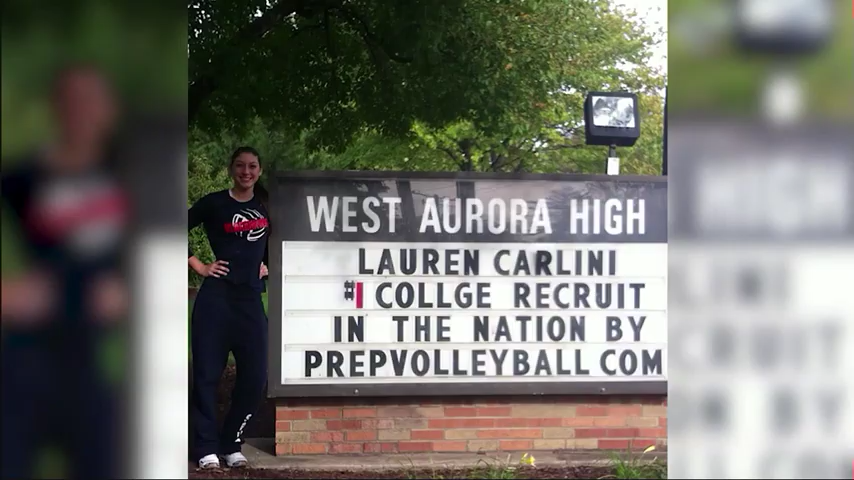 WEST AURORA HIGH
LAUREN CARLINI
#1 COLLGE RECRUIT
IN THE NATION BY
PREPVOLLEYBALL COM